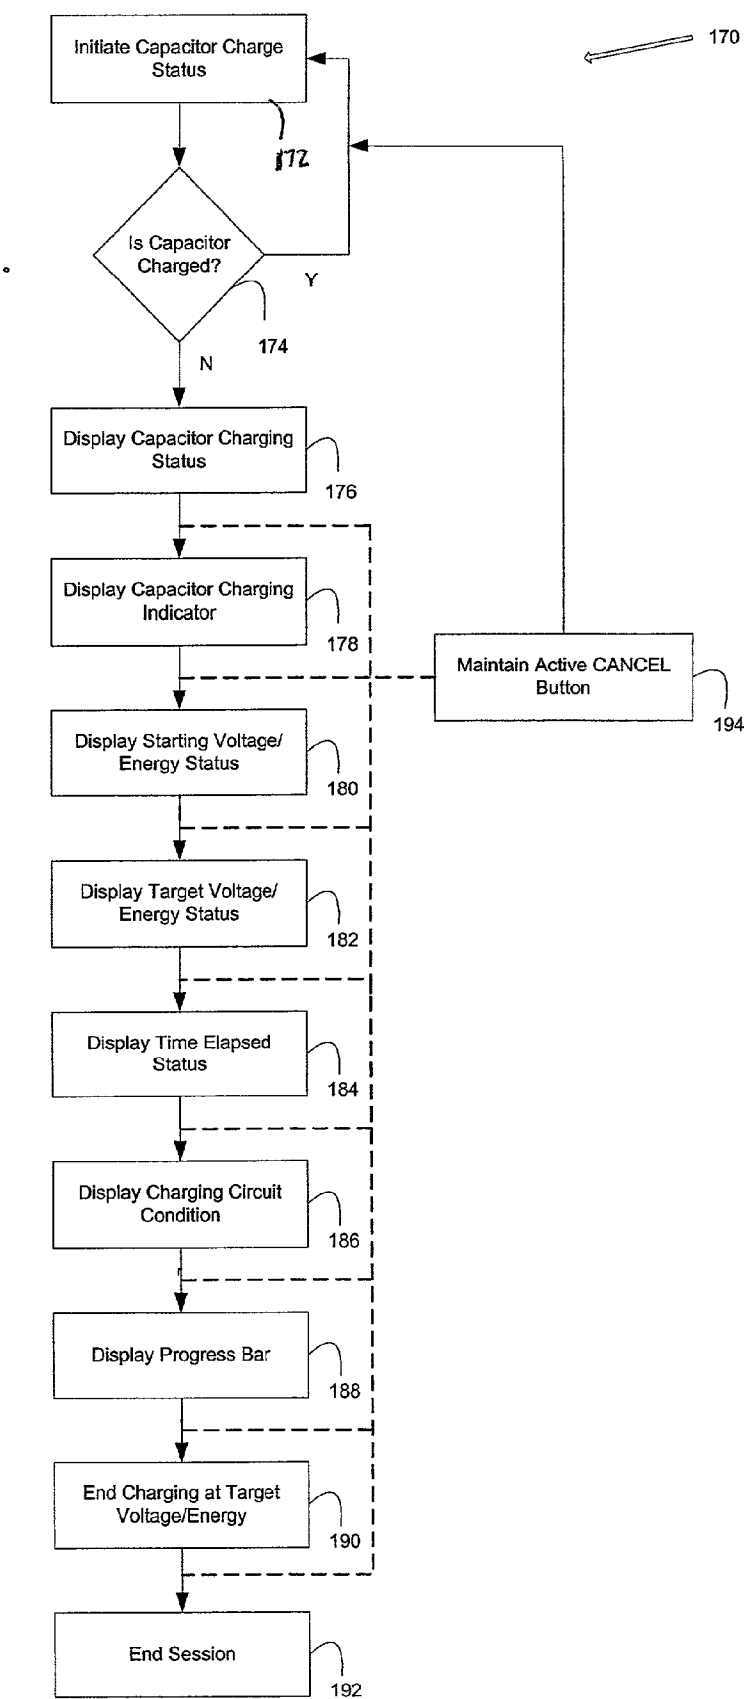 170
Initiate Capacitor Charge
Status
172
Is Capacitor
Charged?
Y
174
N
Display Capacitor Charging
Status
176
Display Capacitor Charging
Indicator
178
Maintain Active CANCEL
Button
194
Display Starting Voltage/
Energy Status
180
Display Target Voltage/
Energy Status
182
Display Time Elapsed
Status
184
Display Charging Circuit
Condition
186
Display Progress Bar
188
End Charging at Target
Voltage/Energy
190
End Session
192